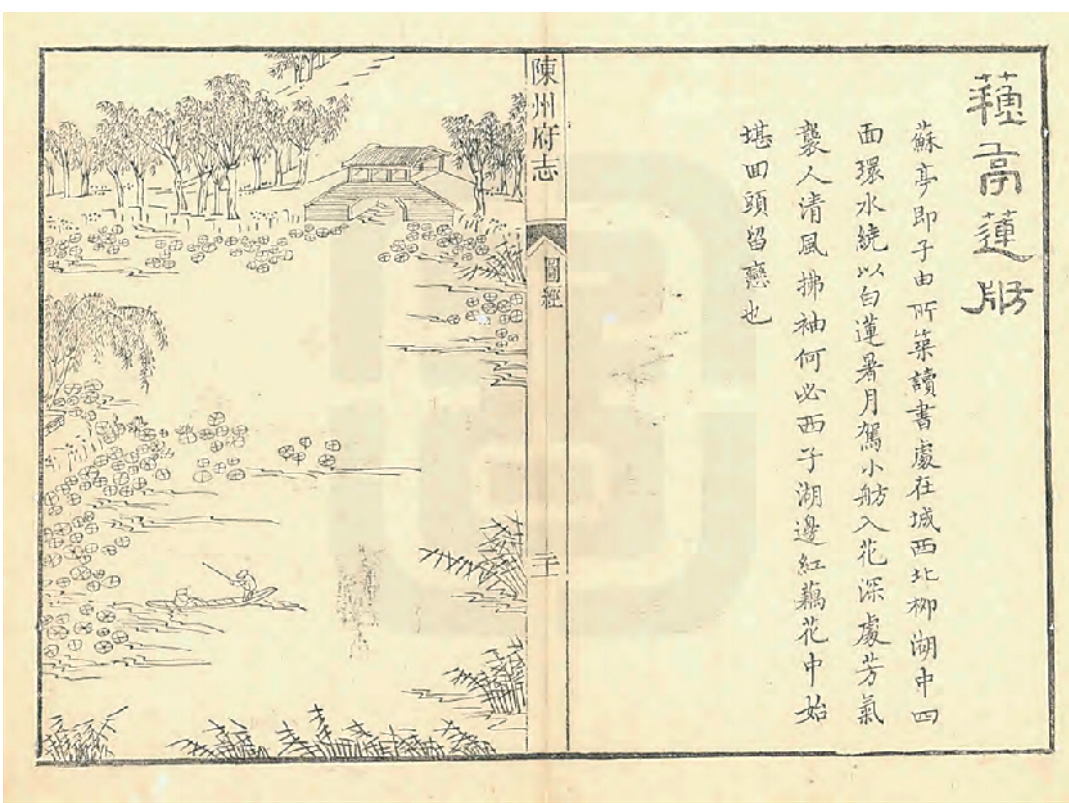 蘓亭蓮舫
蘇亭即子由所築讀書處在城西北柳湖中四
面環水繞以白蓮暑月駕小舫入花深處芳氣
襲人清風拂袖何必西子湖邊紅藕花中始
堪囬頭留戀也
陳州府志
圖經